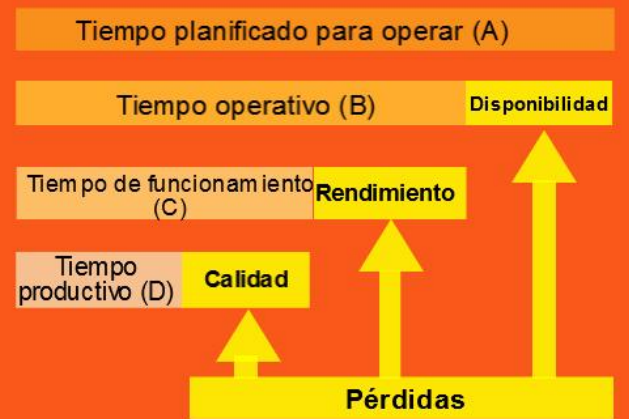 Tiempo planificado para operar (A)
Tiempo operativo (B)
Disponibilidad
Tiempo de funcionamiento
(C)
Rendimiento
Tiempo
productivo (D)
Calidad
Pérdidas